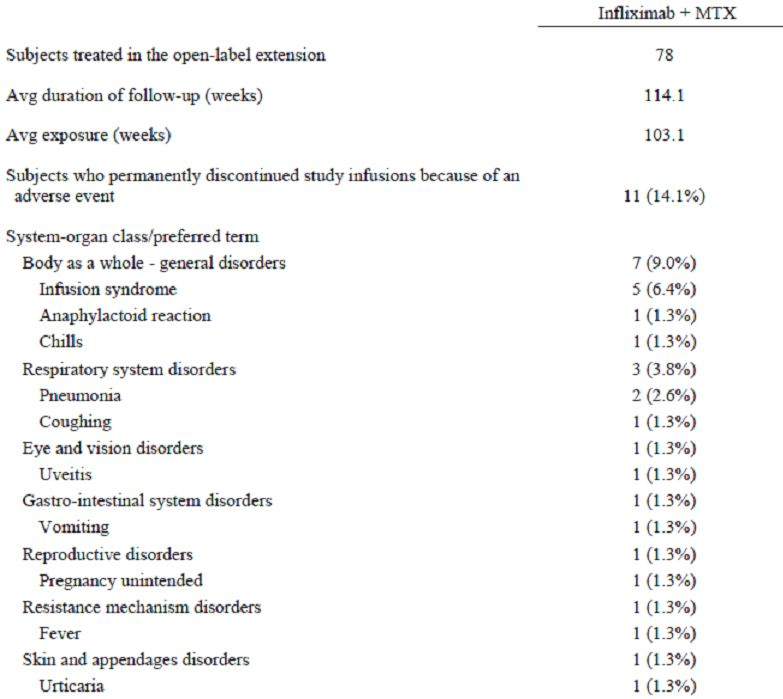 Infliximab + MTX
Subjects treated in the open-label extension 78
Avg duration of follow-up (weeks) 114.1
Avg exposure (weeks) 103.1
Subjects who permanently discontinued study infusions because of an
adverse event 11 (14.1%)
System-organ class/preferred term
Body as a whole - general disorders 7 (9.0%)
Infusion syndrome 5 (6.4%)
Anaphylactoid reaction 1 (1.3%)
Chills 1 (1.3%)
Respiratory system disorders 3 (3.8%)
Pneumonia 2 (2.6%)
Coughing 1 (1.3%)
Eye and vision disorders 1 (1.3%)
Uveitis 1 (1.3%)
Gastro-intestinal system disorders 1 (1.3%)
Vomiting 1 (1.3%)
Reproductive disorders 1 (1.3%)
Pregnancy unintended 1 (1.3%)
Resistance mechanism disorders 1 (1.3%)
Fever 1 (1.3%)
Skin and appendages disorders 1 (1.3%)
Urticaria 1 (1.3%)